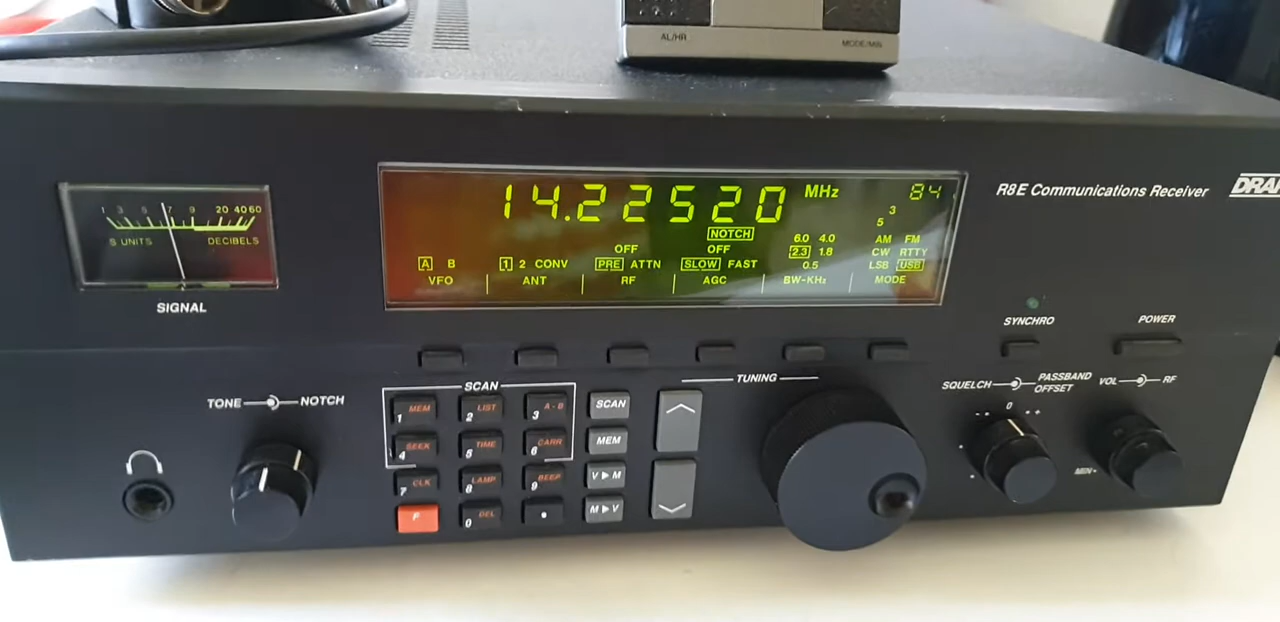 AL/HR
MODE/MIN
14.22520 MHz
84
3
5
R8E Communications Receiver
1 3 5 7 9 20 40 60
S UNITS DECIBELS
SIGNAL
NOTCH
OFF OFF
6.0 4.0
2.3 1.8
0.5
AM FM
CW RTTY
LSB USB
A B 1 2 CONV PRE ATTN SLOW FAST
VFO ANT RF AGC BW-KHz MODE
SYNCHRO
POWER
TONE NOTCH
SCAN
TUNING
SQUELCH PASSBAND OFFSET
VOL RF
0
MIN
1 MEM 2 LIST 3 A-B
4 SEEK 5 TIME 6 CARR
7 CLK 8 LAMP 9 BEEP
F 0 DEL .
SCAN
MEM
V ▶ M
M ▶ V